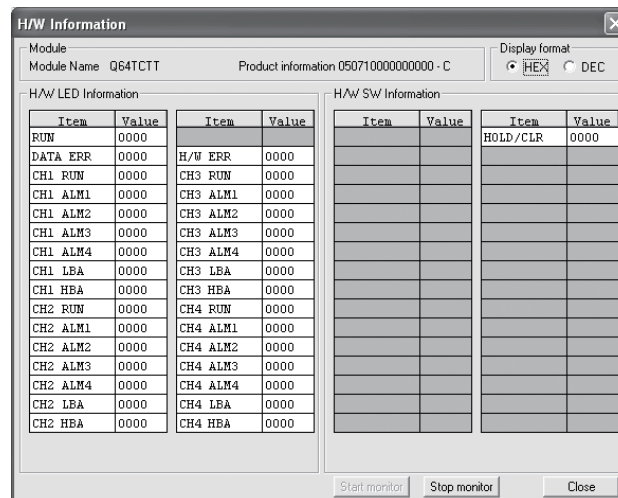 H/W Information
Module
Module Name Q64TCTT Product information 050710000000000 - C
Display format
HEX DEC
H/W LED Information
Item Value Item Value
RUN 0000
DATA ERR 0000 H/W ERR 0000
CH1 RUN 0000 CH3 RUN 0000
CH1 ALM1 0000 CH3 ALM1 0000
CH1 ALM2 0000 CH3 ALM2 0000
CH1 ALM3 0000 CH3 ALM3 0000
CH1 ALM4 0000 CH3 ALM4 0000
CH1 LBA 0000 CH3 LBA 0000
CH1 HBA 0000 CH3 HBA 0000
CH2 RUN 0000 CH4 RUN 0000
CH2 ALM1 0000 CH4 ALM1 0000
CH2 ALM2 0000 CH4 ALM2 0000
CH2 ALM3 0000 CH4 ALM3 0000
CH2 ALM4 0000 CH4 ALM4 0000
CH2 LBA 0000 CH4 LBA 0000
CH2 HBA 0000 CH4 HBA 0000
H/W SW Information
Item Value Item Value
HOLD/CLR 0000
Start monitor Stop monitor Close